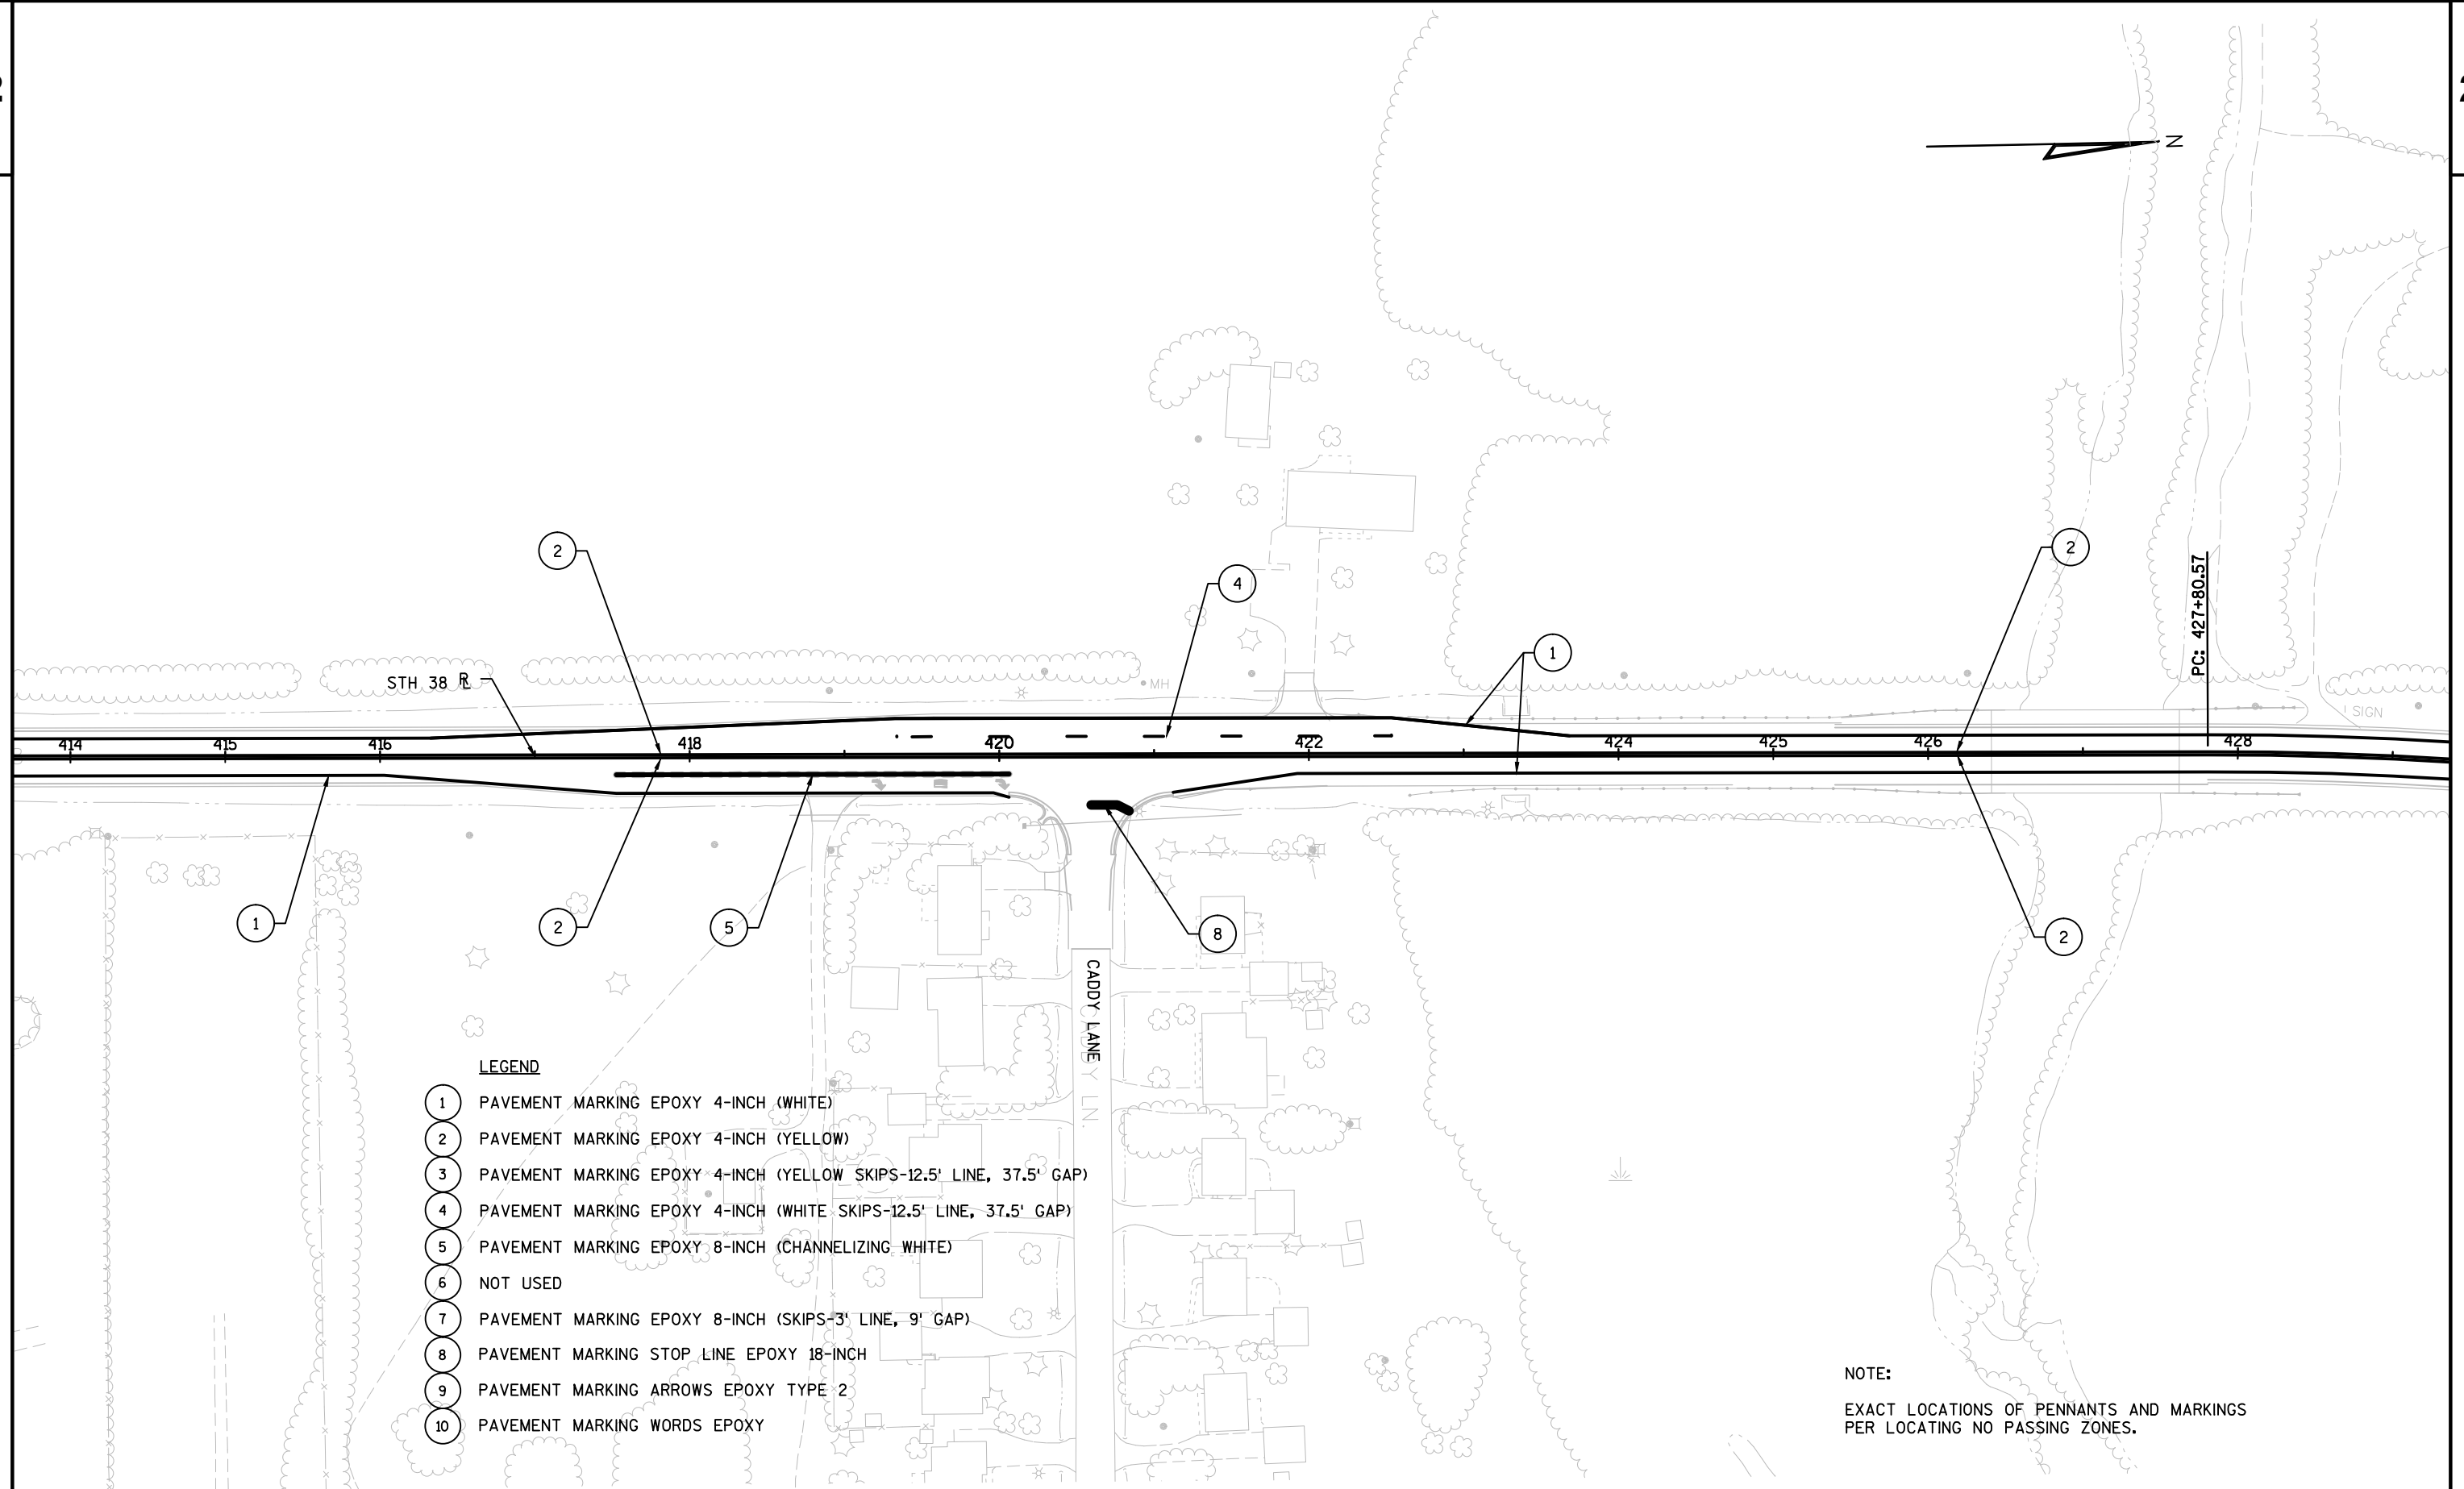 N
2
4
2
PC: 427+80.57
1
STH 38 R
MH
SIGN
414
415
416
418
420
422
424
425
426
428
1
2
5
8
2
CADDY LANE
LEGEND
1 PAVEMENT MARKING EPOXY 4-INCH (WHITE)
2 PAVEMENT MARKING EPOXY 4-INCH (YELLOW)
3 PAVEMENT MARKING EPOXY 4-INCH (YELLOW SKIPS-12.5' LINE, 37.5' GAP)
4 PAVEMENT MARKING EPOXY 4-INCH (WHITE SKIPS-12.5' LINE, 37.5' GAP)
5 PAVEMENT MARKING EPOXY 8-INCH (CHANNELIZING WHITE)
6 NOT USED
7 PAVEMENT MARKING EPOXY 8-INCH (SKIPS-3' LINE, 9' GAP)
8 PAVEMENT MARKING STOP LINE EPOXY 18-INCH
9 PAVEMENT MARKING ARROWS EPOXY TYPE 2
10 PAVEMENT MARKING WORDS EPOXY
NOTE:
EXACT LOCATIONS OF PENNANTS AND MARKINGS
PER LOCATING NO PASSING ZONES.